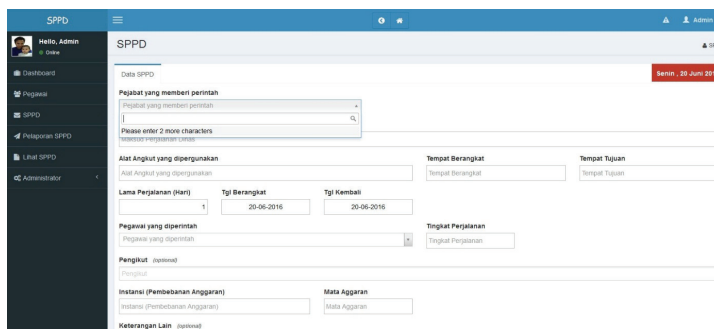 SPPD
Admin
Hello, Admin
Online
SPPD
Dashboard
Pegawai
SPPD
Pelaporan SPPD
Lihat SPPD
Administrator
Data SPPD
Senin , 20 Juni
Pejabat yang memberi perintah
Pejabat yang memberi perintah
Please enter 2 more characters
Maksud Perjalanan Dinas
Alat Angkut yang dipergunakan
Tempat Berangkat
Tempat Tujuan
Alat Angkut yang dipergunakan
Tempat Berangkat
Tempat Tujuan
Lama Perjalanan (Hari)
Tgl Berangkat
Tgl Kembali
1
20-06-2016
20-06-2016
Pegawai yang diperintah
Tingkat Perjalanan
Pegawai yang diperintah
Tingkat Perjalanan
Pengikut (optional)
Pengikut
Instansi (Pembebanan Anggaran)
Mata Aggaran
Instansi (Pembebanan Anggaran)
Mata Aggaran
Keterangan Lain (optional)